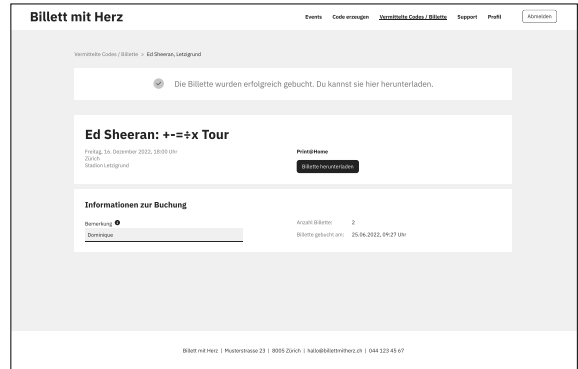 Billett mit Herz
Events Code erzeugen Vermittelte Codes / Billette Support Profil Abmelden
Vermittelte Codes / Billette > Ed Sheeran, Letzigrund
Die Billette wurden erfolgreich gebucht. Du kannst sie hier herunterladen.
Ed Sheeran: +-=÷x Tour
Freitag, 16. Dezember 2022, 18:00 Uhr
Zürich
Stadion Letzigrund
Print@Home
Billette herunterladen
Informationen zur Buchung
Bemerkung
Dominique
Anzahl Billette: 2
Billette gebucht am: 25.06.2022, 09:27 Uhr
Billett mit Herz | Musterstrasse 23 | 8005 Zürich | hallo@billettmitherz.ch | 044 123 45 67